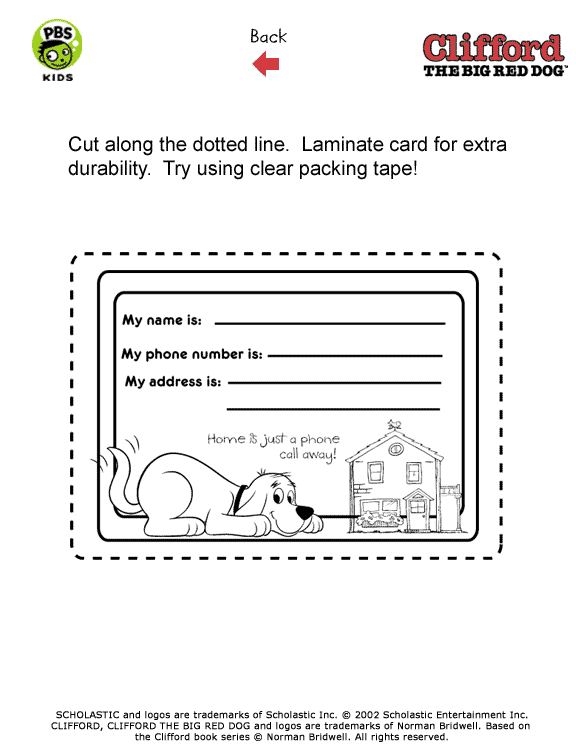 PBS
KIDS
Back
Clifford
THE BIG RED DOG™
Cut along the dotted line.  Laminate card for extra
durability.  Try using clear packing tape!
My name is:
My phone number is:
My address is:
Home is just a phone
call away!
SCHOLASTIC and logos are trademarks of Scholastic Inc. © 2002 Scholastic Entertainment Inc.
CLIFFORD, CLIFFORD THE BIG RED DOG and logos are trademarks of Norman Bridwell. Based on
the Clifford book series © Norman Bridwell. All rights reserved.